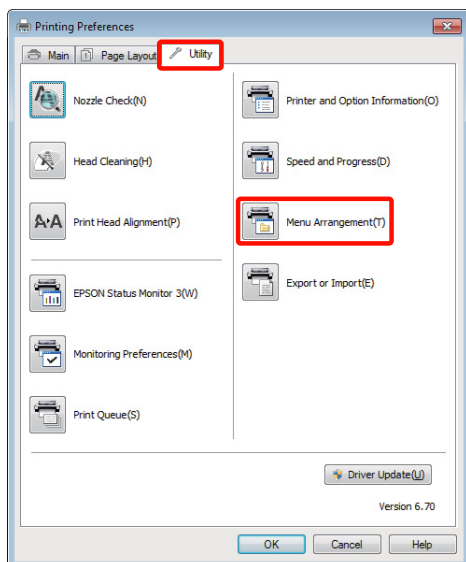 Printing Preferences
Main
Page Layout
Utility
Nozzle Check(N)
Printer and Option Information(O)
Head Cleaning(H)
Speed and Progress(D)
Print Head Alignment(P)
Menu Arrangement(T)
EPSON Status Monitor 3(W)
Export or Import(E)
Monitoring Preferences(M)
Print Queue(S)
Driver Update(U)
Version 6.70
OK
Cancel
Help